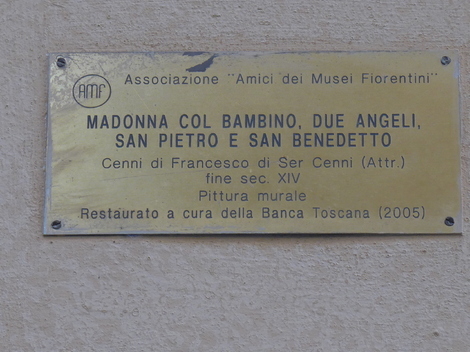 AMF
Associazione "Amici dei Musei Fiorentini"
MADONNA COL BAMBINO, DUE ANGELI,
SAN PIETRO E SAN BENEDETTO
Cenni di Francesco di Ser Cenni (Attr.)
fine sec. XIV
Pittura murale
Restaurato a cura della Banca Toscana (2005)